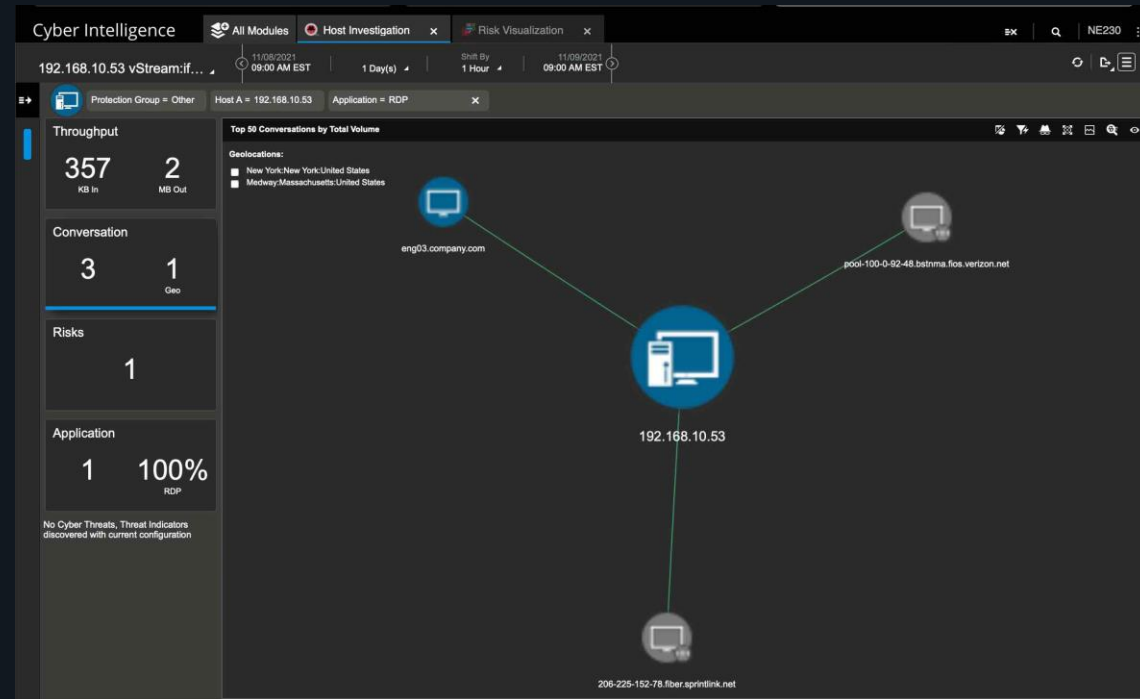 Cyber Intelligence
All Modules
Host Investigation x
Risk Visualization x
NE230
192.168.10.53 vStream:if...
11/08/2021
09:00 AM EST
1 Day(s)
Shift By
1 Hour
11/09/2021
09:00 AM EST
Protection Group = Other
Host A = 192.168.10.53
Application = RDP
x
Throughput
357
KB In
2
MB Out
Conversation
3
1
Geo
Risks
1
Application
1
100%
RDP
No Cyber Threats, Threat Indicators
discovered with current configuration
Top 50 Conversations by Total Volume
Geolocations:
New York:New York:United States
Medway:Massachusetts:United States
eng03.company.com
pool-100-0-92-48.bstnma.fios.verizon.net
192.168.10.53
206-225-152-78.fiber.sprintlink.net